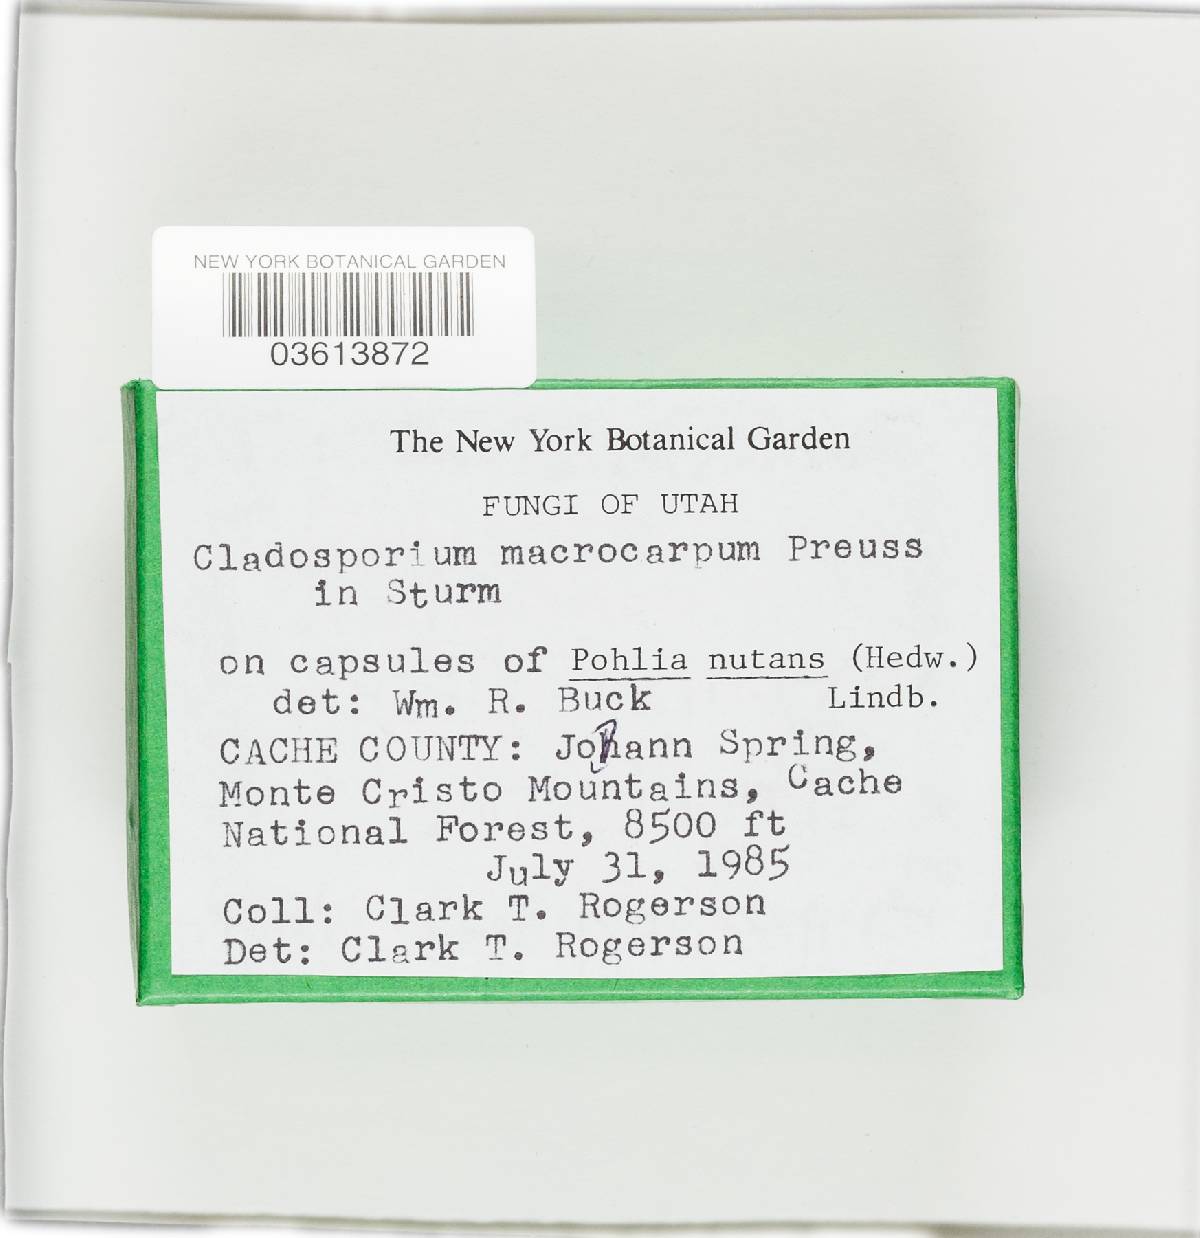 NEW YORK BOTANICAL GARDEN
03613872
The New York Botanical Garden
FUNGI OF UTAH
Cladosporium macrocarpum Preuss
in Sturm
on capsules of Pohlia nutans (Hedw.)
det: Wm. R. Buck Lindb.
CACHE COUNTY: Johann Spring,
Monte Cristo Mountains, Cache
National Forest, 8500 ft
July 31, 1985
Coll: Clark T. Rogerson
Det: Clark T. Rogerson